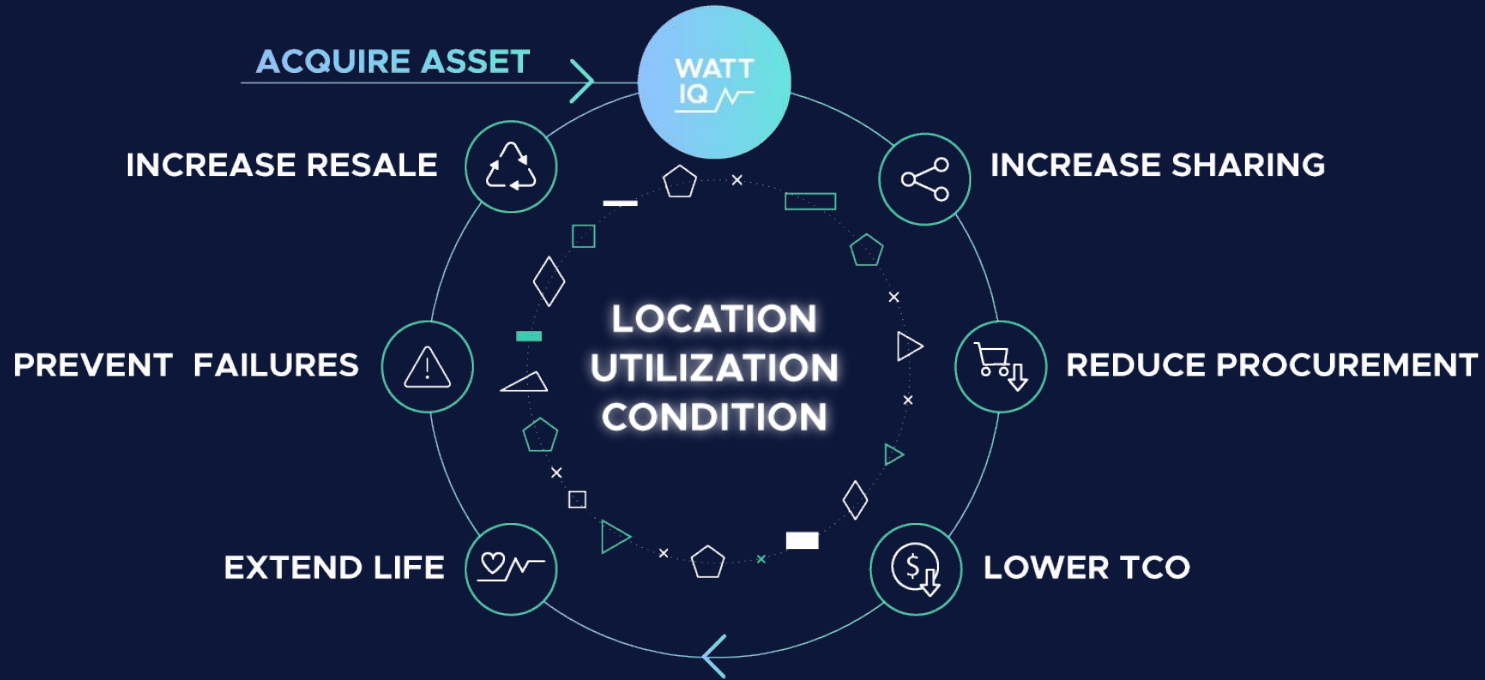 ACQUIRE ASSET
WATT
IQ
INCREASE RESALE
INCREASE SHARING
LOCATION
UTILIZATION
CONDITION
PREVENT FAILURES
REDUCE PROCUREMENT
EXTEND LIFE
$
LOWER TCO